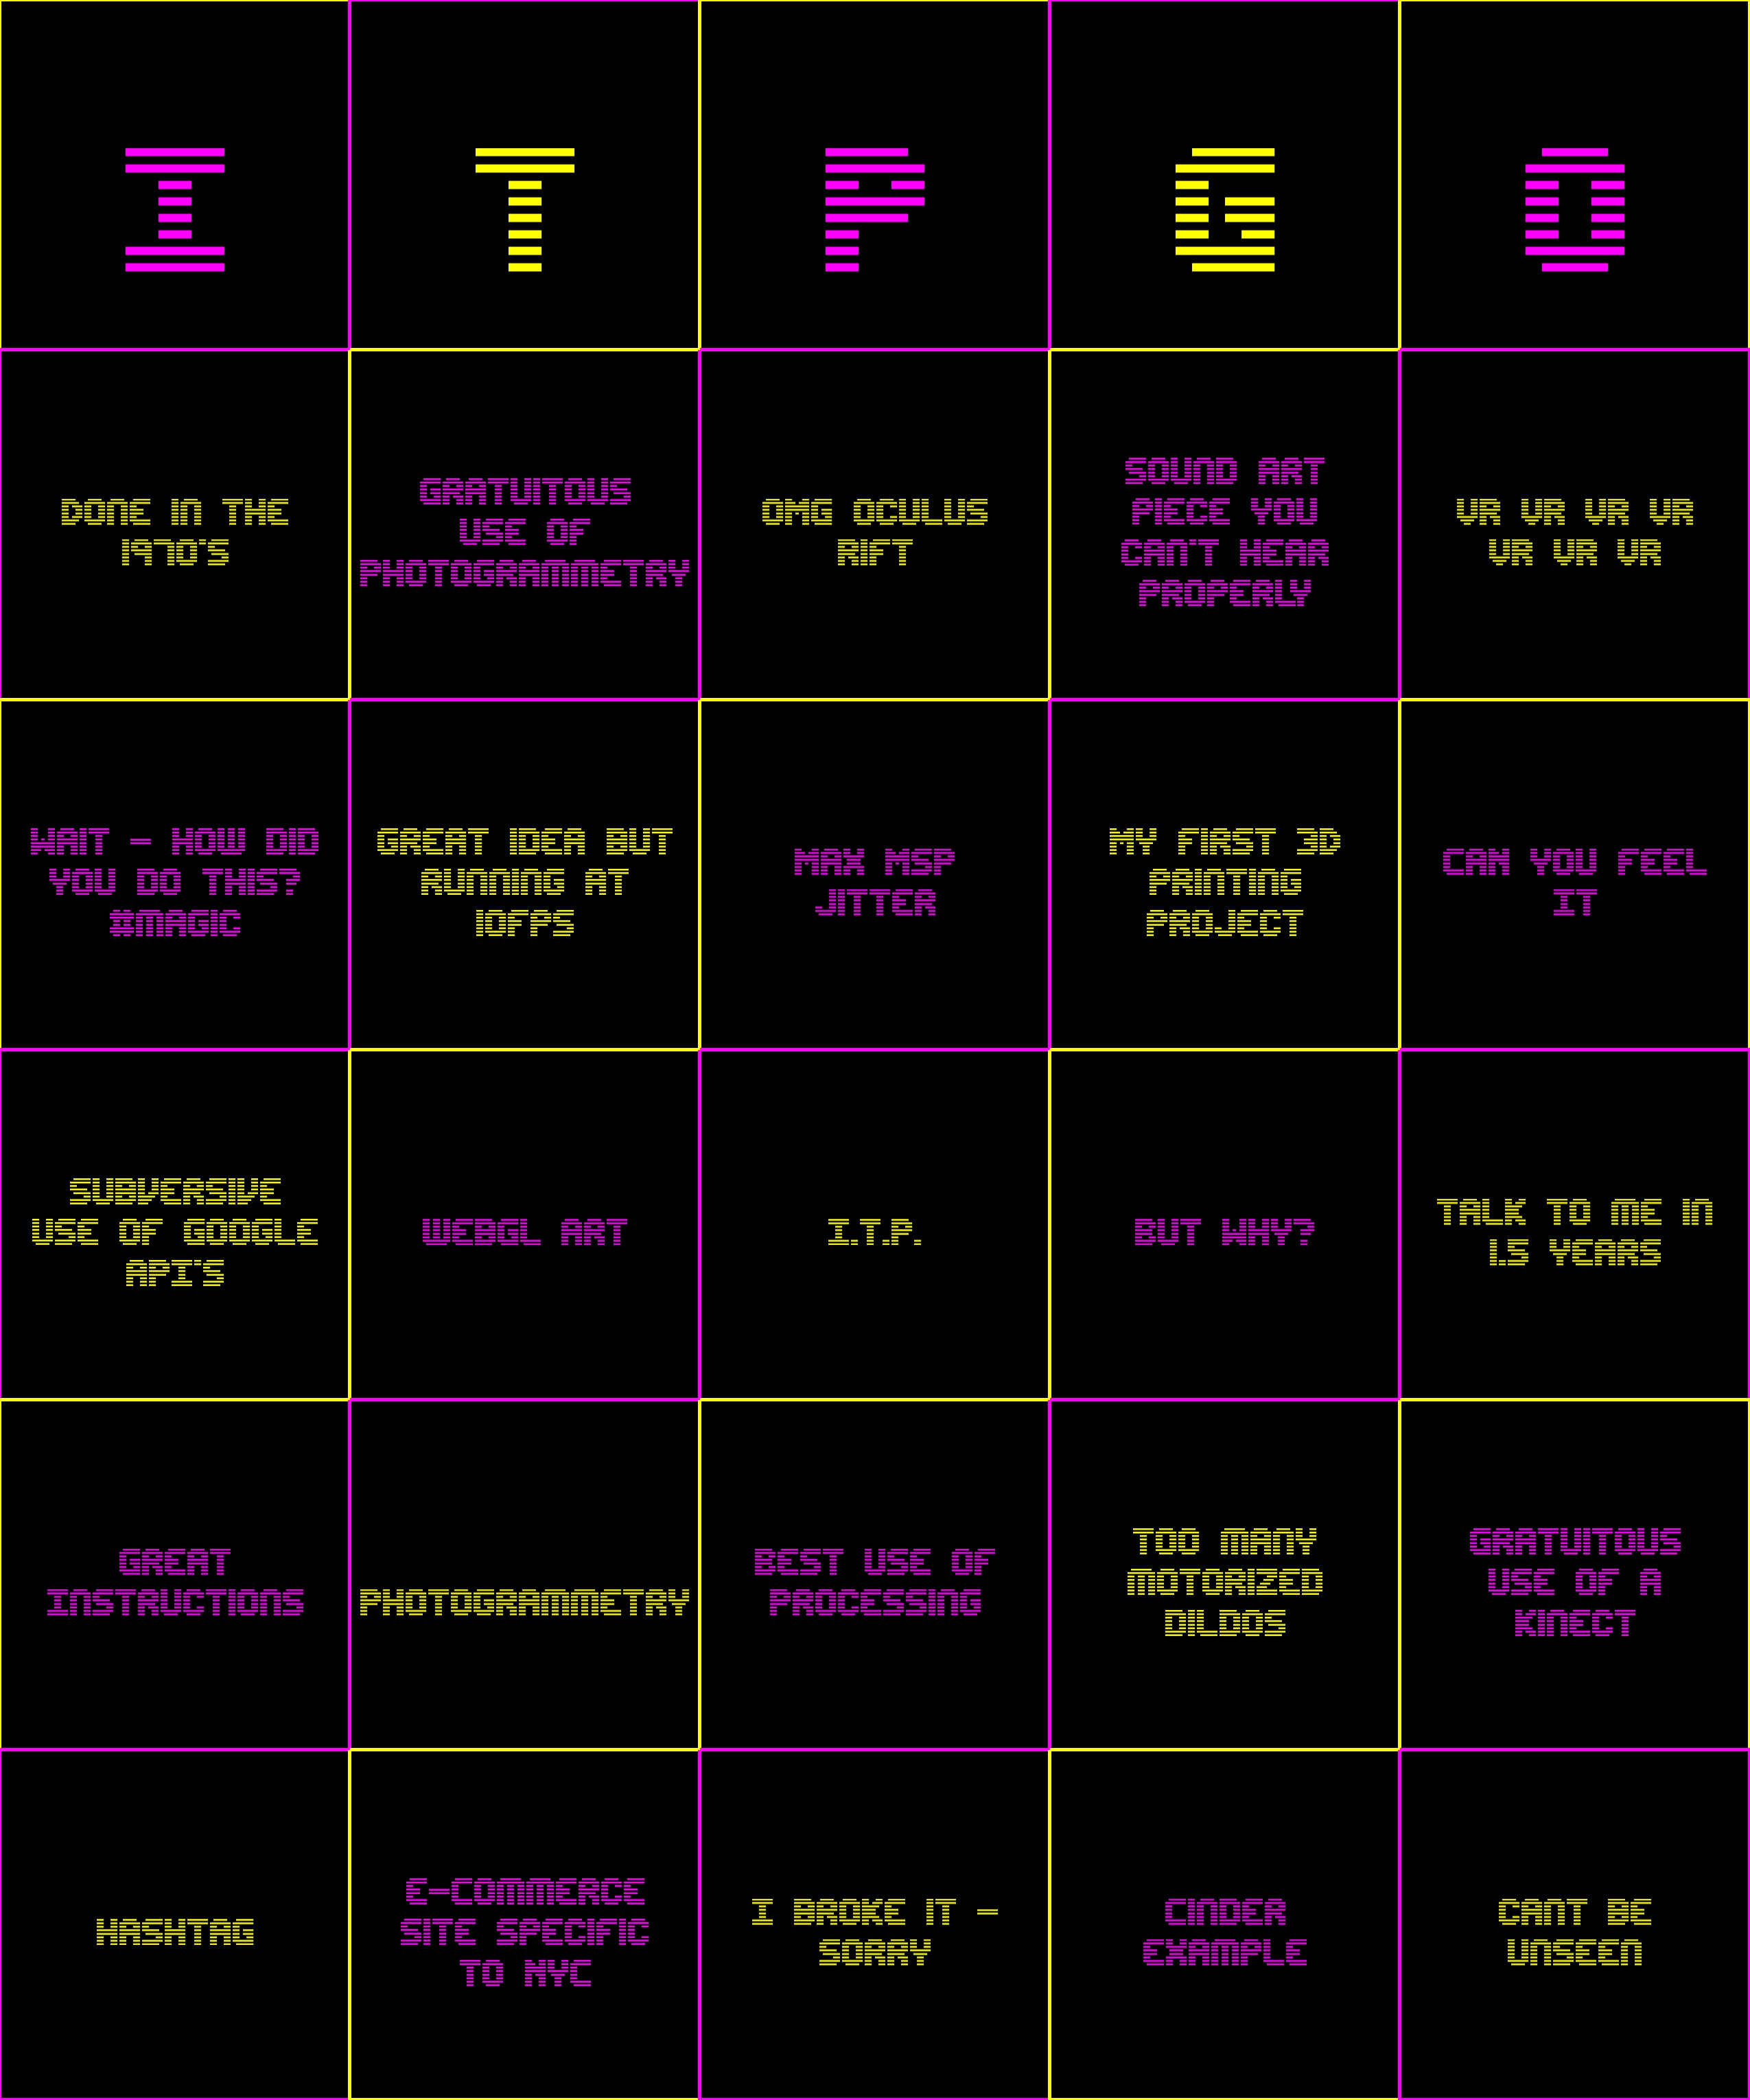 I T P G O
DONE IN THE
1970'S
GRATUITOUS
USE OF
PHOTOGRAMMETRY
OMG OCULUS
RIFT
SOUND ART
PIECE YOU
CAN'T HEAR
PROPERLY
VR VR VR VR
VR VR VR
WAIT - HOW DID
YOU DO THIS?
#MAGIC
GREAT IDEA BUT
RUNNING AT
10FPS
MAX MSP
JITTER
MY FIRST 3D
PRINTING
PROJECT
CAN YOU FEEL
IT
SUBVERSIVE
USE OF GOOGLE
API'S
WEBGL ART
I.T.P.
BUT WHY?
TALK TO ME IN
1.5 YEARS
GREAT
INSTRUCTIONS
PHOTOGRAMMETRY
BEST USE OF
PROCESSING
TOO MANY
MOTORIZED
DILDOS
GRATUITOUS
USE OF A
KINECT
HASHTAG
E-COMMERCE
SITE SPECIFIC
TO NYC
I BROKE IT -
SORRY
CINDER
EXAMPLE
CANT BE
UNSEEN